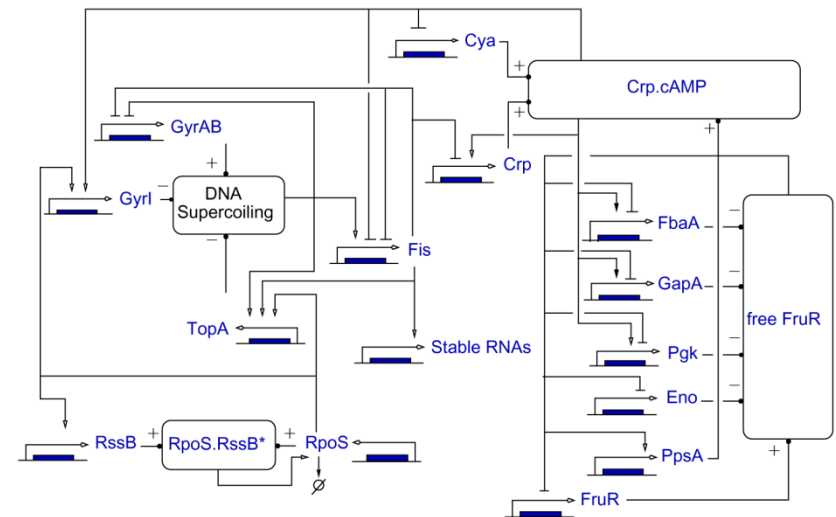 Cya
+
Crp.cAMP
+
+
GyrAB
+
Crp
GyrI
−
DNA
Supercoiling
−
FbaA
−
Fis
GapA
−
free FruR
TopA
Stable RNAs
Pgk
−
Eno
−
RssB
+
RpoS.RssB*
+
RpoS
PpsA
+
FruR